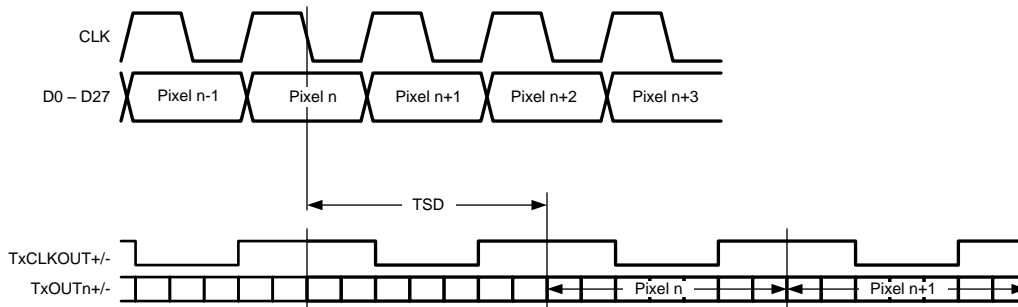 CLK
D0 – D27
Pixel n-1
Pixel n
Pixel n+1
Pixel n+2
Pixel n+3
TSD
TxCLKOUT+/-
TxOUTn+/-
Pixel n
Pixel n+1